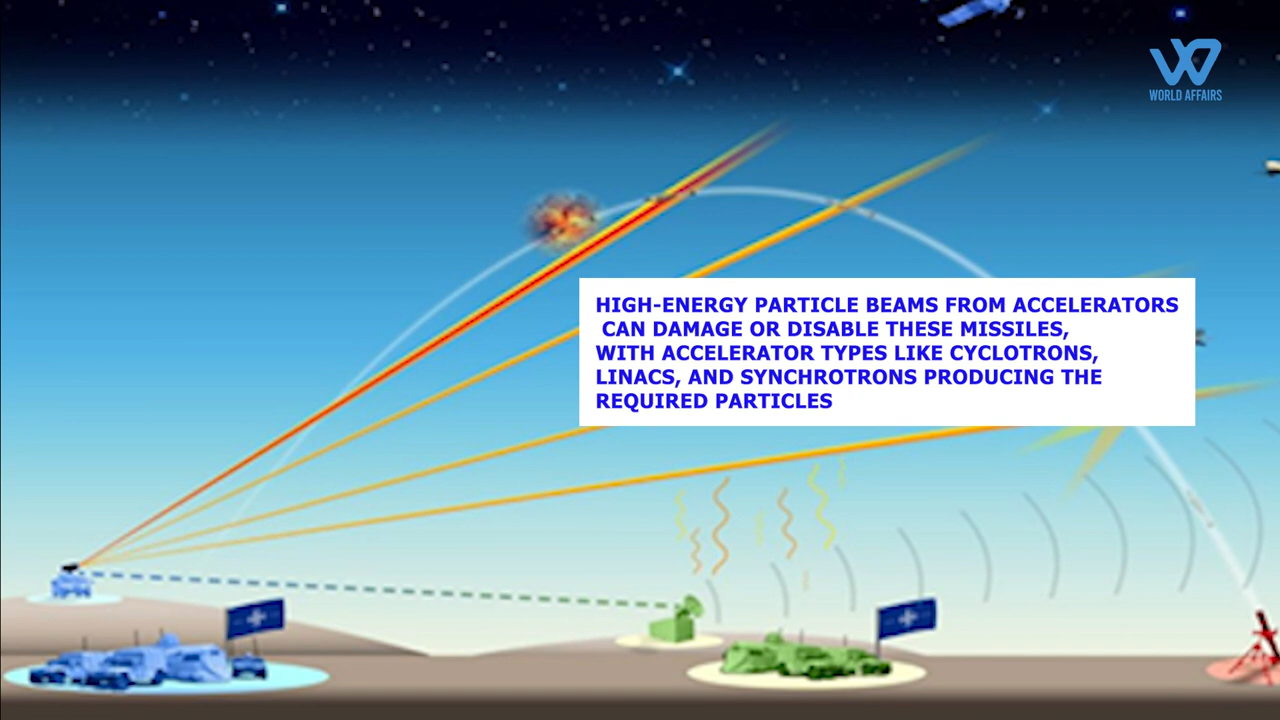 WORLD AFFAIRS
HIGH-ENERGY PARTICLE BEAMS FROM ACCELERATORS
CAN DAMAGE OR DISABLE THESE MISSILES,
WITH ACCELERATOR TYPES LIKE CYCLOTRONS,
LINACS, AND SYNCHROTRONS PRODUCING THE
REQUIRED PARTICLES